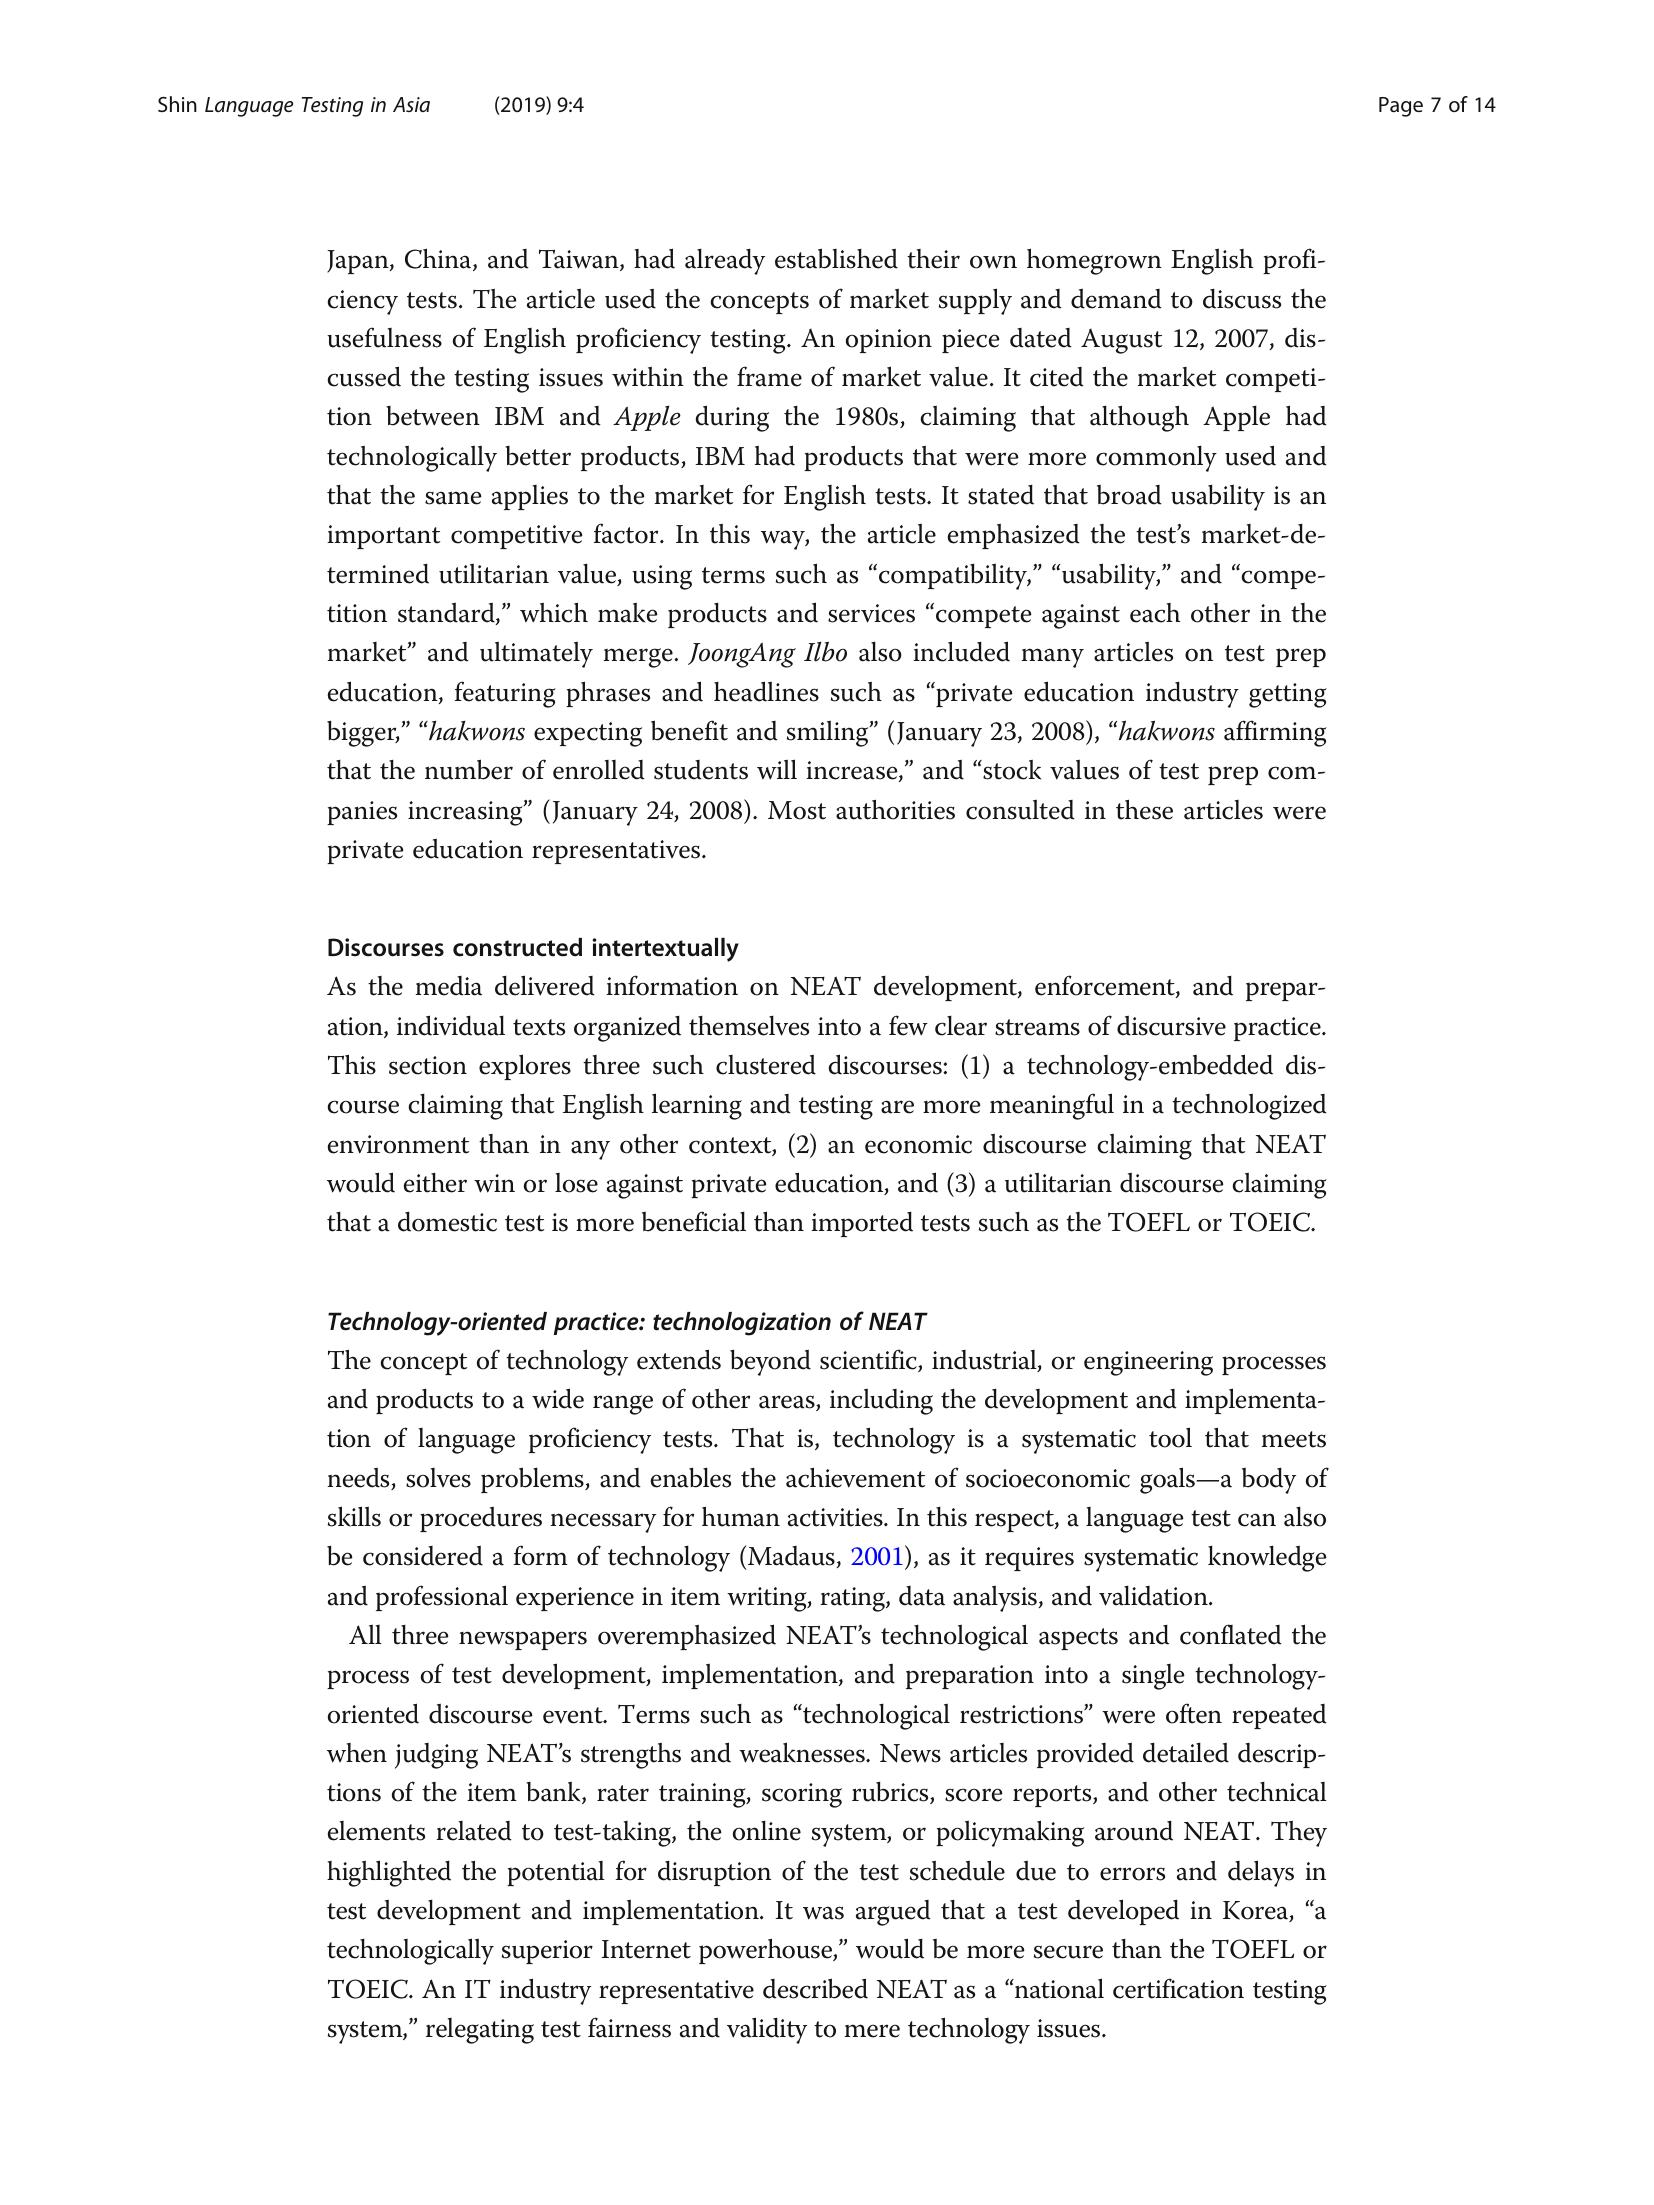 Shin Language Testing in Asia (2019) 9:4 Page 7 of 14
Japan, China, and Taiwan, had already established their own homegrown English profi-
ciency tests. The article used the concepts of market supply and demand to discuss the
usefulness of English proficiency testing. An opinion piece dated August 12, 2007, dis-
cussed the testing issues within the frame of market value. It cited the market competi-
tion between IBM and Apple during the 1980s, claiming that although Apple had
technologically better products, IBM had products that were more commonly used and
that the same applies to the market for English tests. It stated that broad usability is an
important competitive factor. In this way, the article emphasized the test’s market-de-
termined utilitarian value, using terms such as “compatibility,” “usability,” and “compe-
tition standard,” which make products and services “compete against each other in the
market” and ultimately merge. JoongAng Ilbo also included many articles on test prep
education, featuring phrases and headlines such as “private education industry getting
bigger,” “hakwons expecting benefit and smiling” (January 23, 2008), “hakwons affirming
that the number of enrolled students will increase,” and “stock values of test prep com-
panies increasing” (January 24, 2008). Most authorities consulted in these articles were
private education representatives.
Discourses constructed intertextually
As the media delivered information on NEAT development, enforcement, and prepar-
ation, individual texts organized themselves into a few clear streams of discursive practice.
This section explores three such clustered discourses: (1) a technology-embedded dis-
course claiming that English learning and testing are more meaningful in a technologized
environment than in any other context, (2) an economic discourse claiming that NEAT
would either win or lose against private education, and (3) a utilitarian discourse claiming
that a domestic test is more beneficial than imported tests such as the TOEFL or TOEIC.
Technology-oriented practice: technologization of NEAT
The concept of technology extends beyond scientific, industrial, or engineering processes
and products to a wide range of other areas, including the development and implementa-
tion of language proficiency tests. That is, technology is a systematic tool that meets
needs, solves problems, and enables the achievement of socioeconomic goals—a body of
skills or procedures necessary for human activities. In this respect, a language test can also
be considered a form of technology (Madaus, 2001), as it requires systematic knowledge
and professional experience in item writing, rating, data analysis, and validation.
All three newspapers overemphasized NEAT’s technological aspects and conflated the
process of test development, implementation, and preparation into a single technology-
oriented discourse event. Terms such as “technological restrictions” were often repeated
when judging NEAT’s strengths and weaknesses. News articles provided detailed descrip-
tions of the item bank, rater training, scoring rubrics, score reports, and other technical
elements related to test-taking, the online system, or policymaking around NEAT. They
highlighted the potential for disruption of the test schedule due to errors and delays in
test development and implementation. It was argued that a test developed in Korea, “a
technologically superior Internet powerhouse,” would be more secure than the TOEFL or
TOEIC. An IT industry representative described NEAT as a “national certification testing
system,” relegating test fairness and validity to mere technology issues.